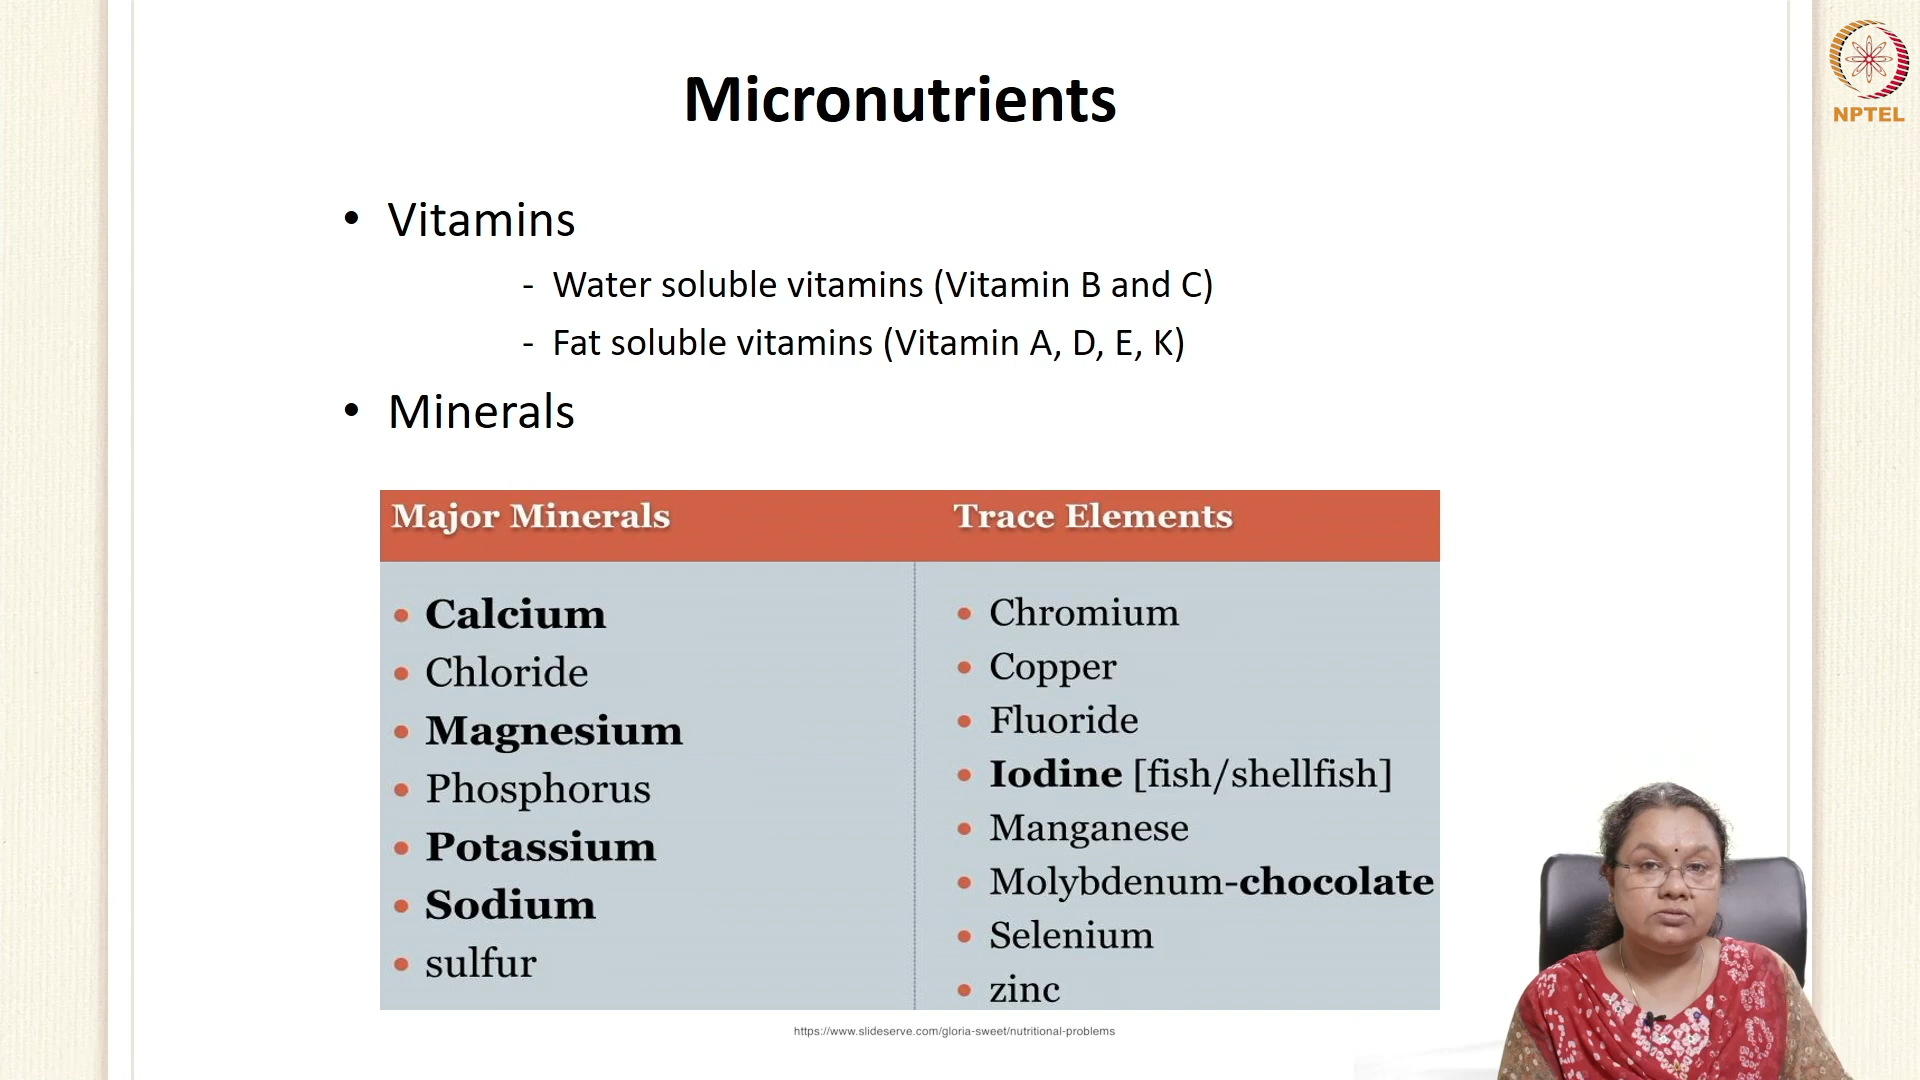 Micronutrients
NPTEL
• Vitamins
- Water soluble vitamins (Vitamin B and C)
- Fat soluble vitamins (Vitamin A, D, E, K)
• Minerals
Major Minerals
• Calcium
• Chloride
• Magnesium
• Phosphorus
• Potassium
• Sodium
• sulfur
Trace Elements
• Chromium
• Copper
• Fluoride
• Iodine [fish/shellfish]
• Manganese
• Molybdenum-chocolate
• Selenium
• zinc
https://www.slideserve.com/gloria-sweet/nutritional-problems